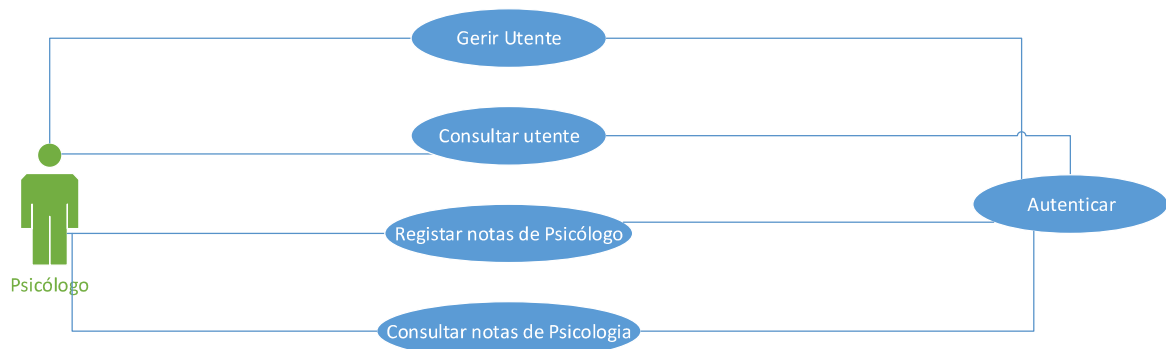 Gerir Utente
Consultar utente
Autenticar
Registar notas de Psicólogo
Psicólogo
Consultar notas de Psicologia